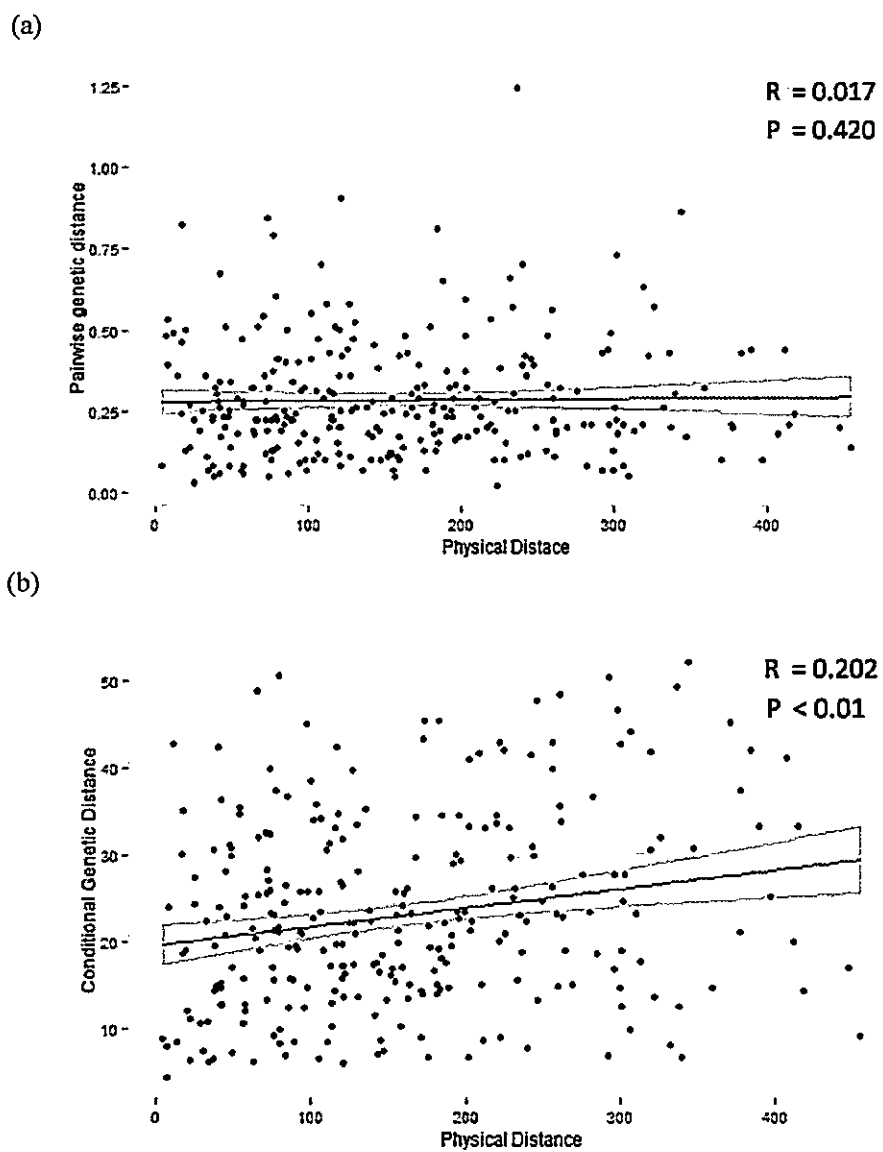 (a)
R = 0.017
P = 0.420
Pairwise genetic distance
1.25
1.00
0.75
0.50
0.25
0.00
0 100 200 300 400
Physical Distace
(b)
R = 0.202
P < 0.01
Conditional Genetic Distance
50
40
30
20
10
0 100 200 300 400
Physical Distance